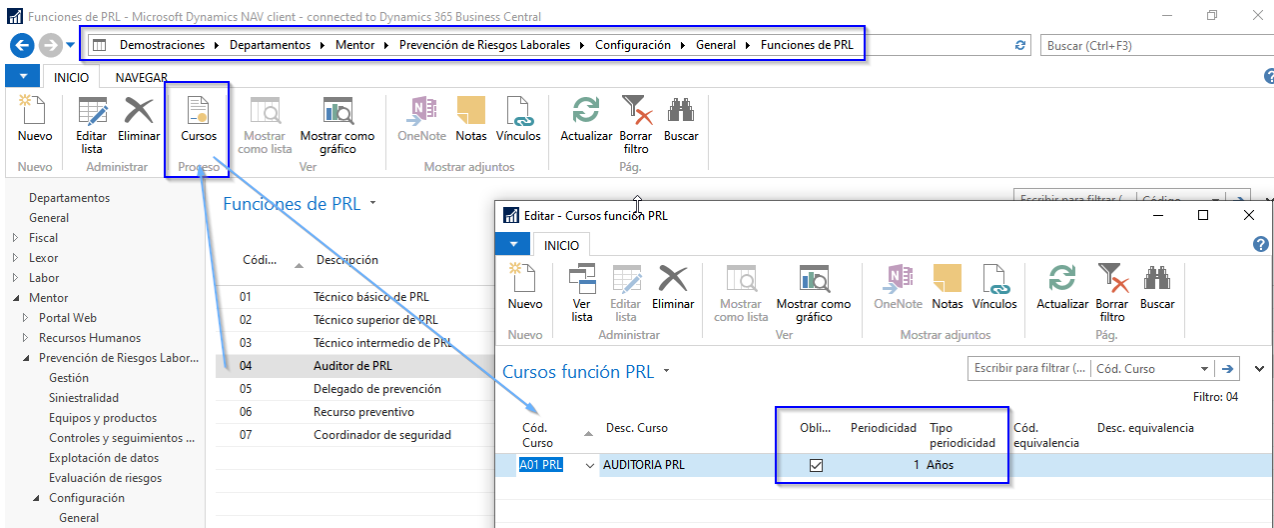 Funciones de PRL - Microsoft Dynamics NAV client - connected to Dynamics 365 Business Central
Demostraciones Departamentos Mentor Prevención de Riesgos Laborales Configuración General Funciones de PRL
Buscar (Ctrl+F3)
INICIO NAVEGAR
Nuevo
Editar lista
Eliminar
Cursos
Mostrar como lista
Mostrar como gráfico
OneNote
Notas
Vínculos
Actualizar
Borrar filtro
Buscar
Nuevo Administrar Proceso Ver Mostrar adjuntos Pág.
Departamentos
General
Fiscal
Lexor
Labor
Mentor
Portal Web
Recursos Humanos
Prevención de Riesgos Labor...
Gestión
Siniestralidad
Equipos y productos
Controles y seguimientos ...
Explotación de datos
Evaluación de riesgos
Configuración
General
Funciones de PRL
Escribir para filtrar ( Código
Códi... Descripción
01 Técnico básico de PRL
02 Técnico superior de PRL
03 Técnico intermedio de PRL
04 Auditor de PRL
05 Delegado de prevención
06 Recurso preventivo
07 Coordinador de seguridad
Editar - Cursos función PRL
INICIO
Nuevo
Ver lista
Editar lista
Eliminar
Mostrar como lista
Mostrar como gráfico
OneNote
Notas
Vínculos
Actualizar
Borrar filtro
Buscar
Nuevo Administrar Ver Mostrar adjuntos Pág.
Cursos función PRL
Escribir para filtrar (... Cód. Curso
Filtro: 04
Cód. Curso
Desc. Curso
Obli...
Periodicidad
Tipo periodicidad
Cód. equivalencia
Desc. equivalencia
A01 PRL AUDITORIA PRL 1 Años